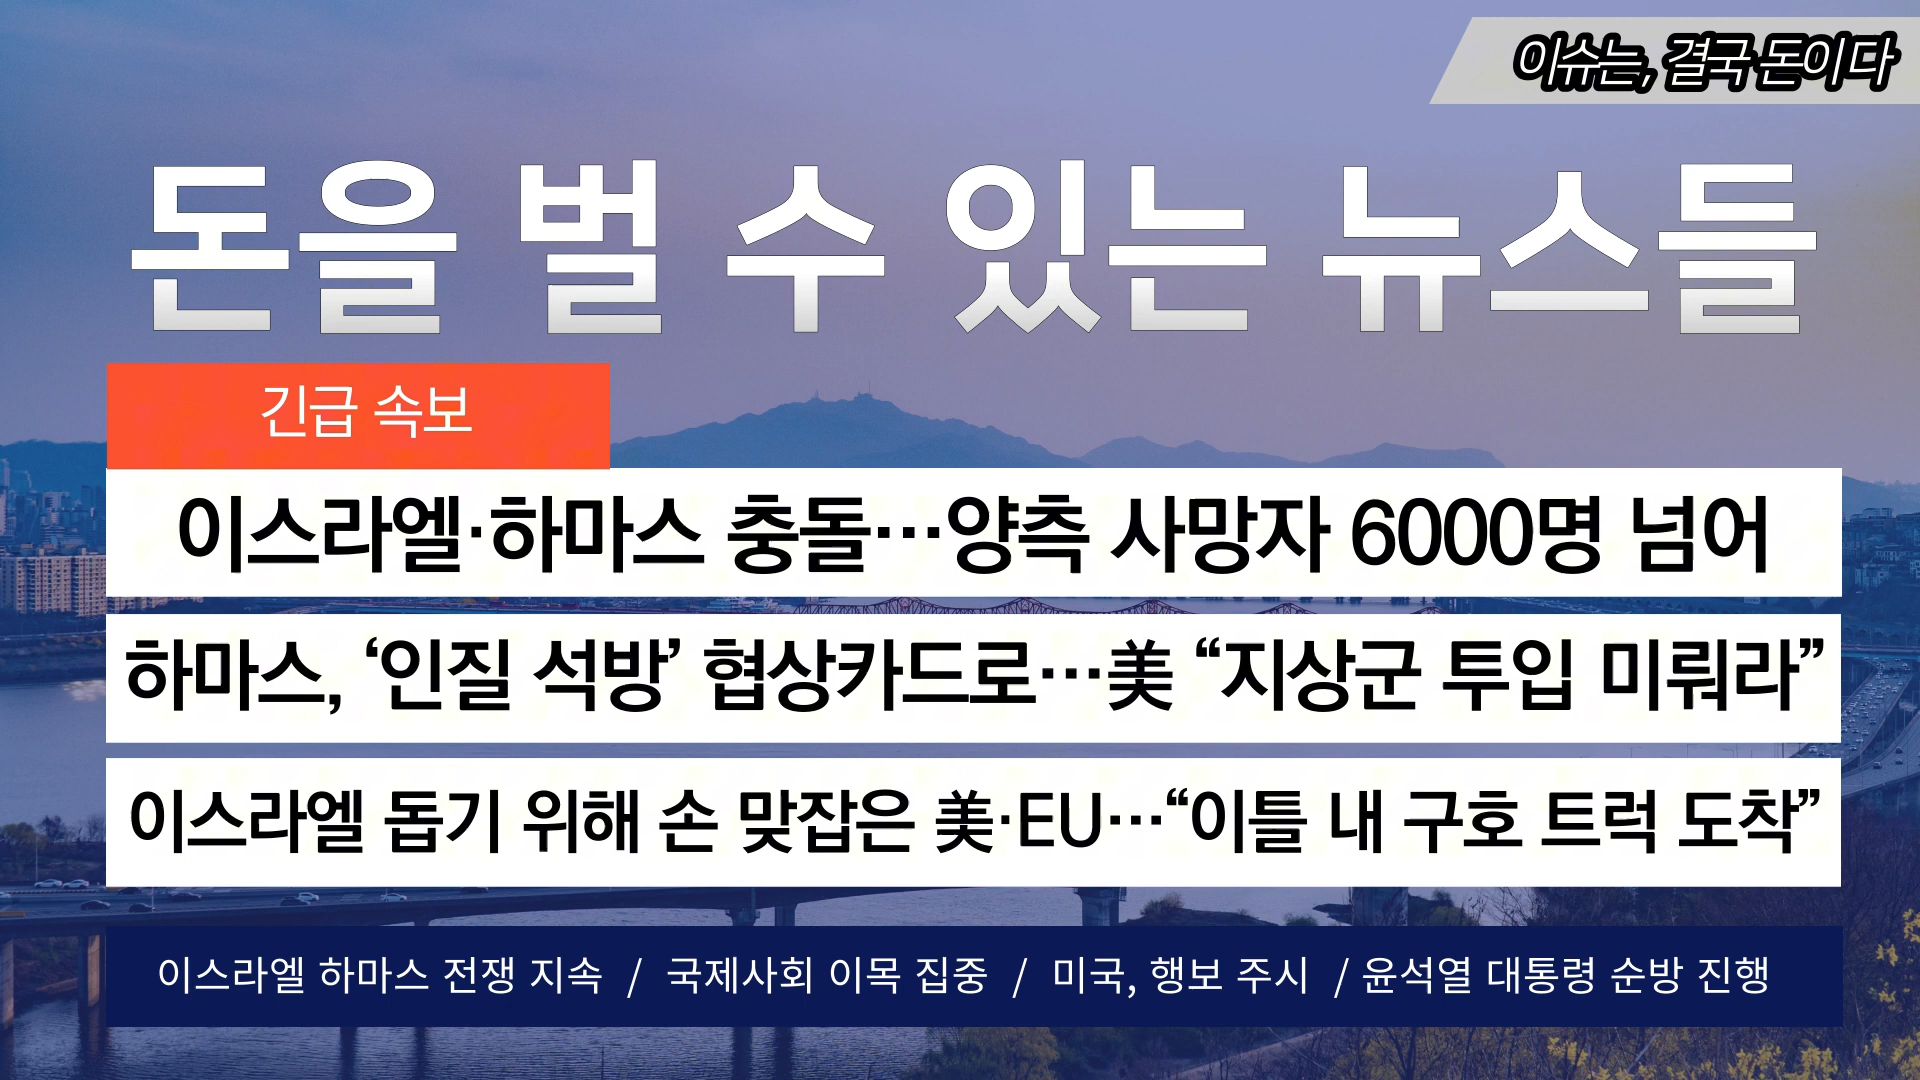 이슈는, 결국 돈이다
돈을 벌 수 있는 뉴스들
긴급 속보
이스라엘·하마스 충돌…양측 사망자 6000명 넘어
하마스, ‘인질 석방’ 협상카드로…美 “지상군 투입 미뤄라”
이스라엘 돕기 위해 손 맞잡은 美·EU…“이틀 내 구호 트럭 도착”
이스라엘 하마스 전쟁 지속 / 국제사회 이목 집중 / 미국, 행보 주시 / 윤석열 대통령 순방 진행